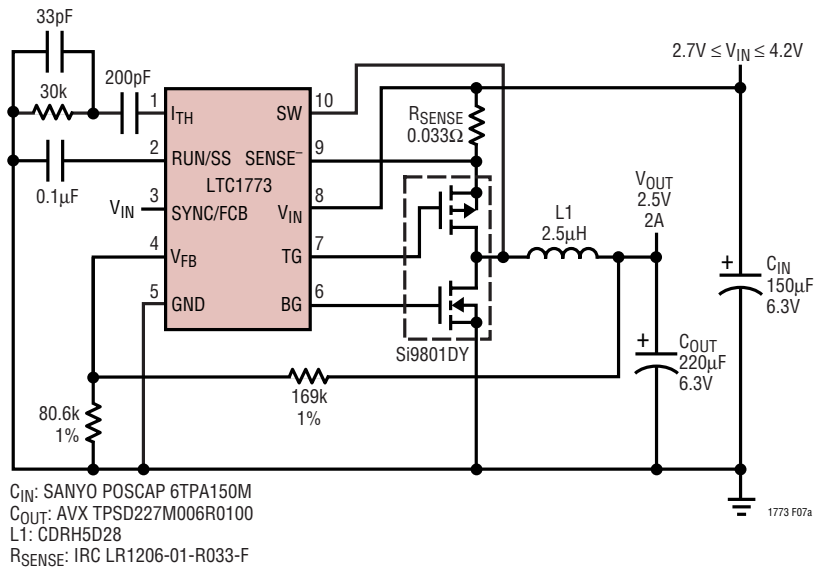 33pF
30k
200pF
0.1µF
1
ITH
2
RUN/SS
LTC1773
VIN
3
SYNC/FCB
4
VFB
5
GND
10
SW
9
SENSE–
8
VIN
7
TG
6
BG
RSENSE
0.033Ω
2.7V ≤ VIN ≤ 4.2V
Si9801DY
L1
2.5µH
VOUT
2.5V
2A
+
CIN
150µF
6.3V
+
COUT
220µF
6.3V
169k
1%
80.6k
1%
CIN: SANYO POSCAP 6TPA150M
COUT: AVX TPSD227M006R0100
L1: CDRH5D28
RSENSE: IRC LR1206-01-R033-F
1773 F07a